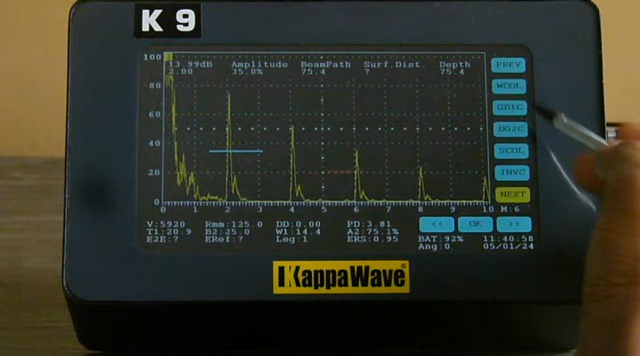 K 9
100 13.99dB Amplitude BeamPath Surf.Dist. Depth
2.00 35.0% 75.4 ? 75.4
80
60
40
20
0
0 1 2 3 4 5 6 7 8 9 10 M:6
PREV
WCOL
GD1C
DG2C
SCOL
INVC
NEXT
<< OK >>
V:5920 Rmm:125.0 DD:0.00 PD:3.81
T1:20.9 B2:25.0 W1:14.4 A2:75.1% BAT:92% 11:40:58
E2E:? ERof:? Log:1 ERS:0.95 Ang:0 05/01/24
KappaWave®